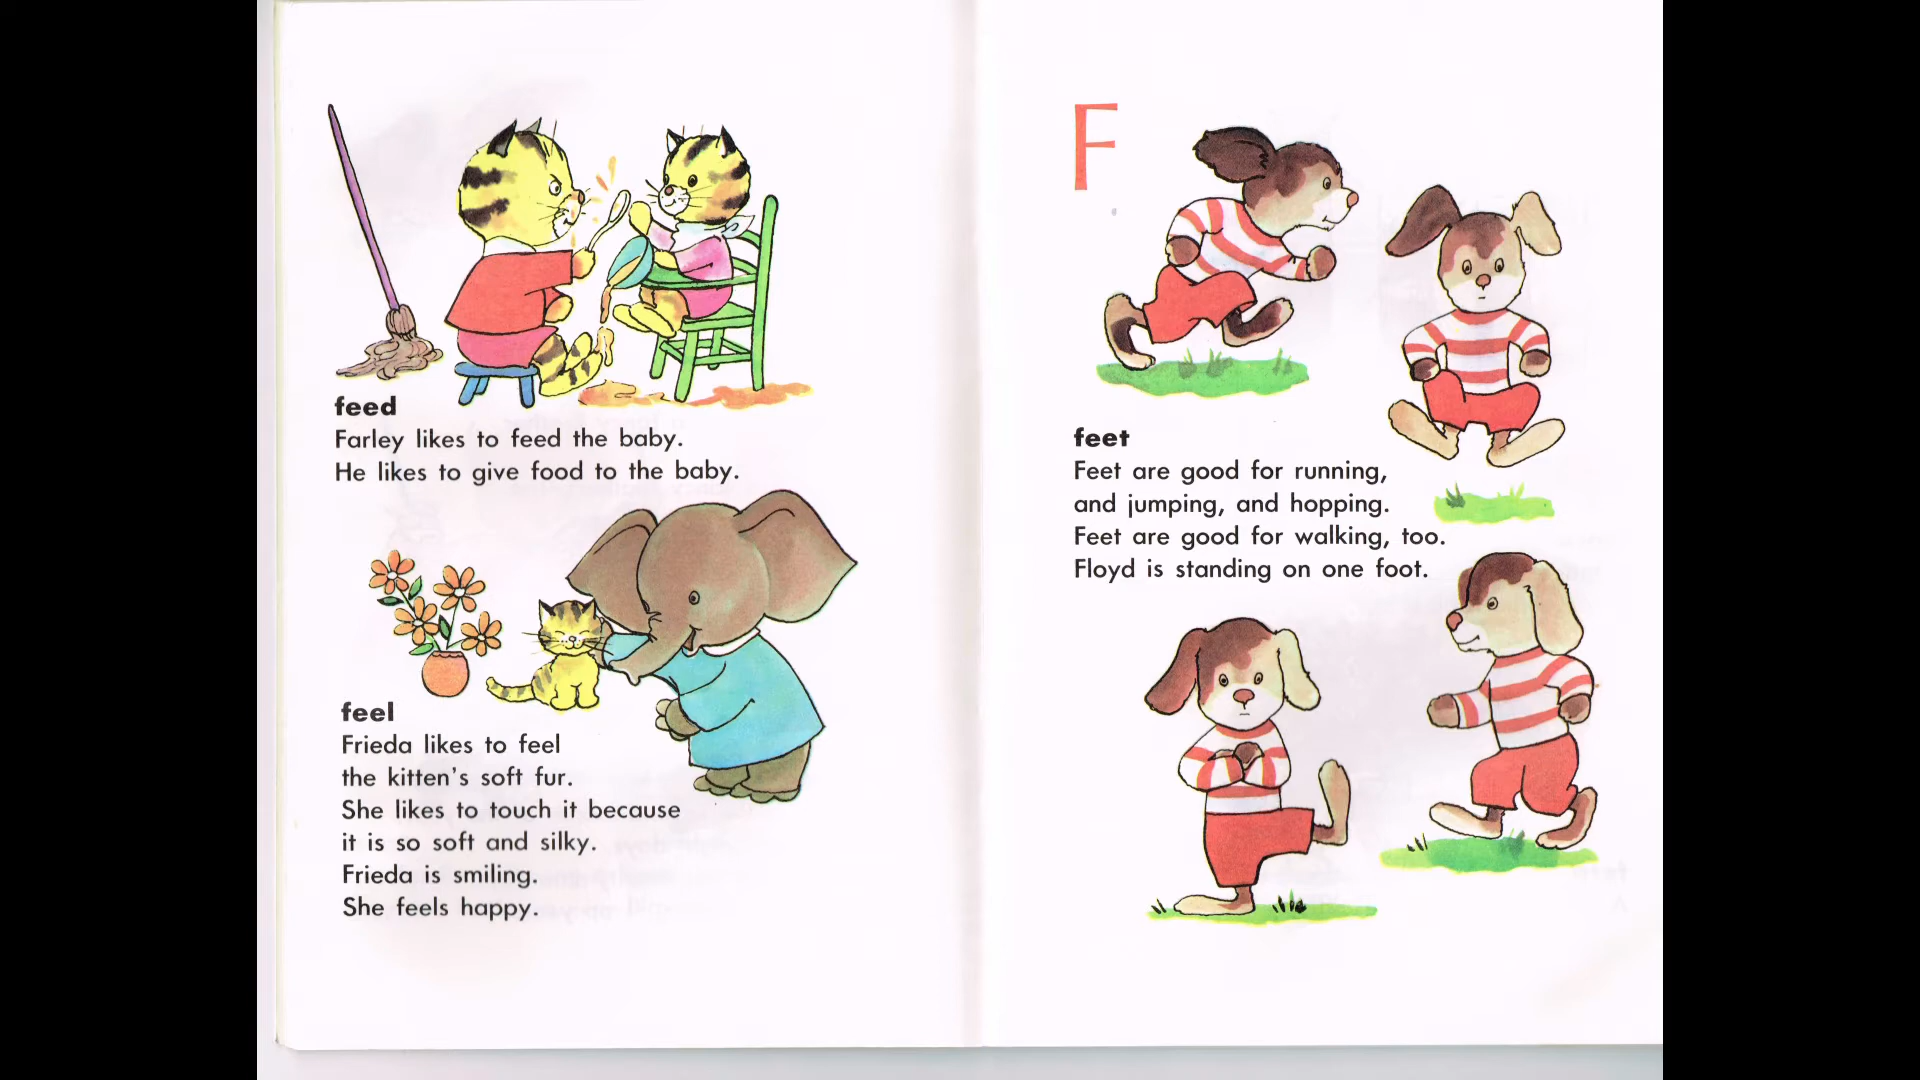 feed
Farley likes to feed the baby.
He likes to give food to the baby.
feel
Frieda likes to feel
the kitten's soft fur.
She likes to touch it because
it is so soft and silky.
Frieda is smiling.
She feels happy.
F
feet
Feet are good for running,
and jumping, and hopping.
Feet are good for walking, too.
Floyd is standing on one foot.